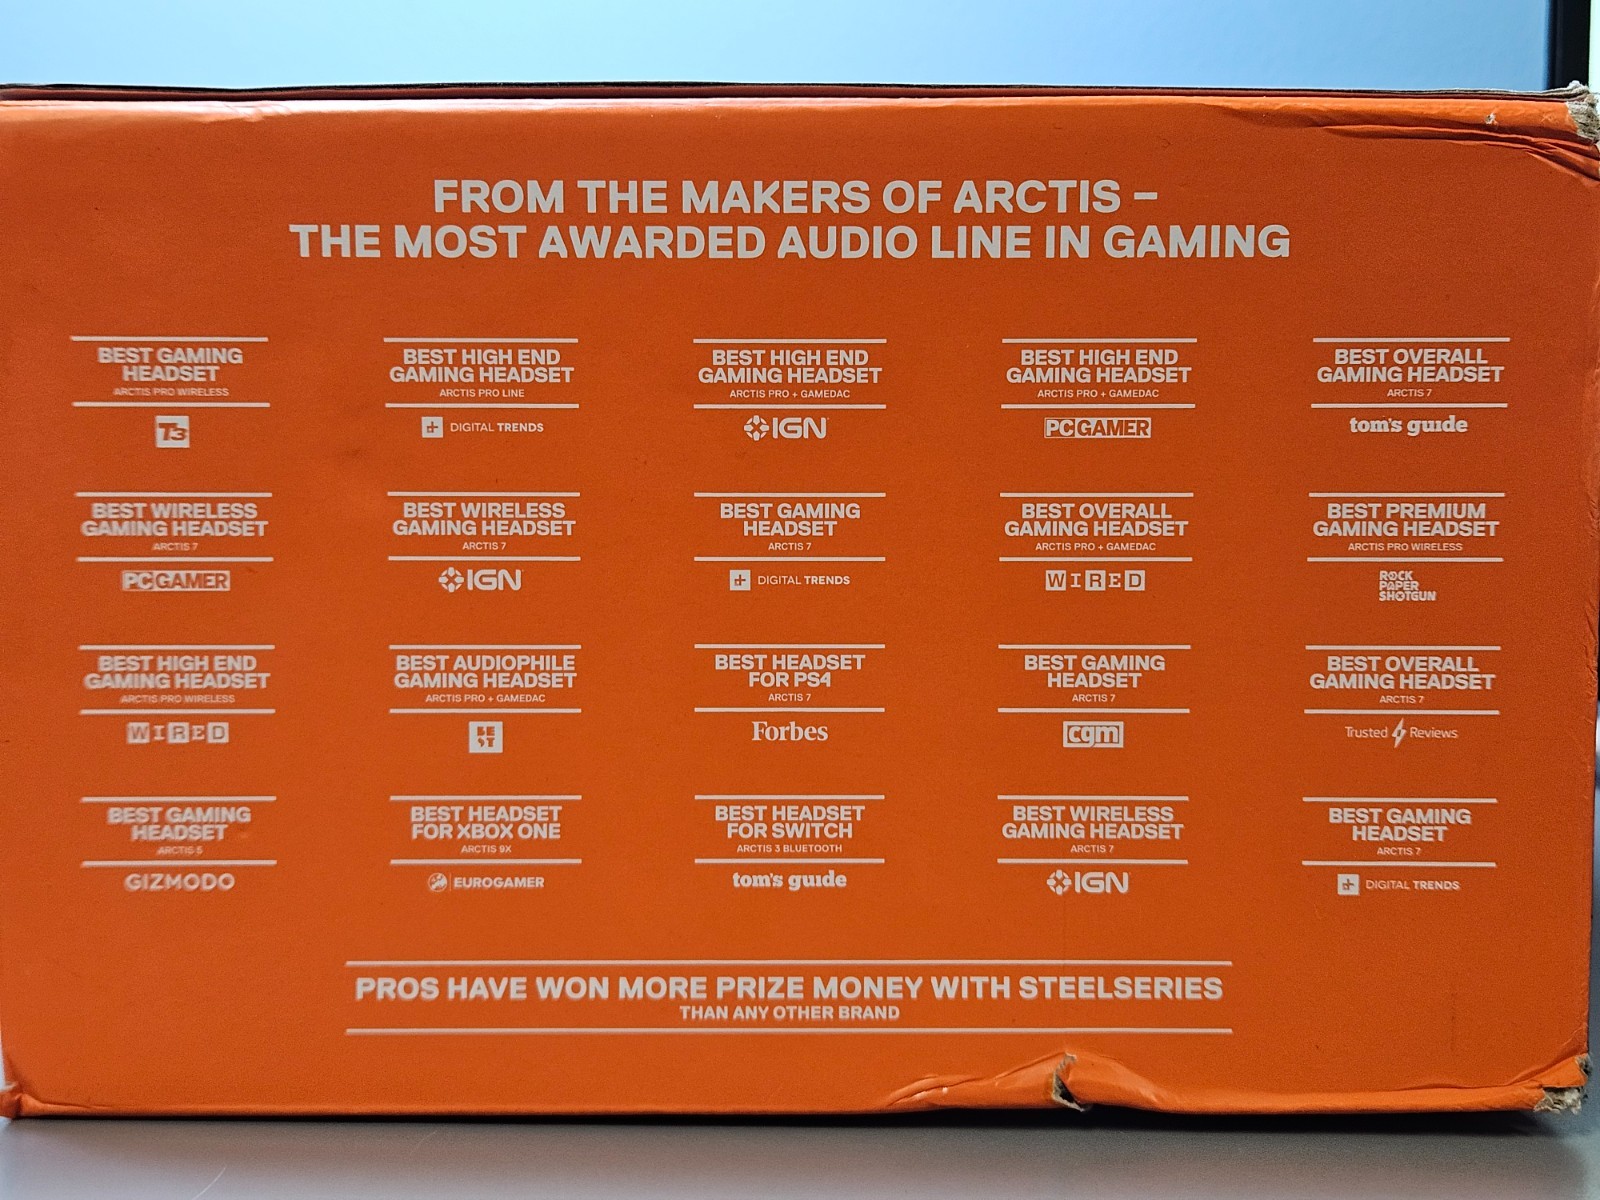 FROM THE MAKERS OF ARCTIS –
THE MOST AWARDED AUDIO LINE IN GAMING
BEST GAMING
HEADSET
ARCTIS PRO WIRELESS
T3
BEST HIGH END
GAMING HEADSET
ARCTIS PRO LINE
DIGITAL TRENDS
BEST HIGH END
GAMING HEADSET
ARCTIS PRO + GAMEDAC
IGN
BEST HIGH END
GAMING HEADSET
ARCTIS PRO + GAMEDAC
PC GAMER
BEST OVERALL
GAMING HEADSET
ARCTIS 7
tom's guide
BEST WIRELESS
GAMING HEADSET
ARCTIS 7
PC GAMER
BEST WIRELESS
GAMING HEADSET
ARCTIS 7
IGN
BEST GAMING
HEADSET
ARCTIS 7
DIGITAL TRENDS
BEST OVERALL
GAMING HEADSET
ARCTIS PRO + GAMEDAC
WIRED
BEST PREMIUM
GAMING HEADSET
ARCTIS PRO WIRELESS
ROCK
PAPER
SHOTGUN
BEST HIGH END
GAMING HEADSET
ARCTIS PRO WIRELESS
WIRED
BEST AUDIOPHILE
GAMING HEADSET
ARCTIS PRO + GAMEDAC
BE
ST
BEST HEADSET
FOR PS4
ARCTIS 7
Forbes
BEST GAMING
HEADSET
ARCTIS 7
cgm
BEST OVERALL
GAMING HEADSET
ARCTIS 7
Trusted Reviews
BEST GAMING
HEADSET
ARCTIS 5
GIZMODO
BEST HEADSET
FOR XBOX ONE
ARCTIS 9X
EUROGAMER
BEST HEADSET
FOR SWITCH
ARCTIS 3 BLUETOOTH
tom's guide
BEST WIRELESS
GAMING HEADSET
ARCTIS 7
IGN
BEST GAMING
HEADSET
ARCTIS 7
DIGITAL TRENDS
PROS HAVE WON MORE PRIZE MONEY WITH STEELSERIES
THAN ANY OTHER BRAND